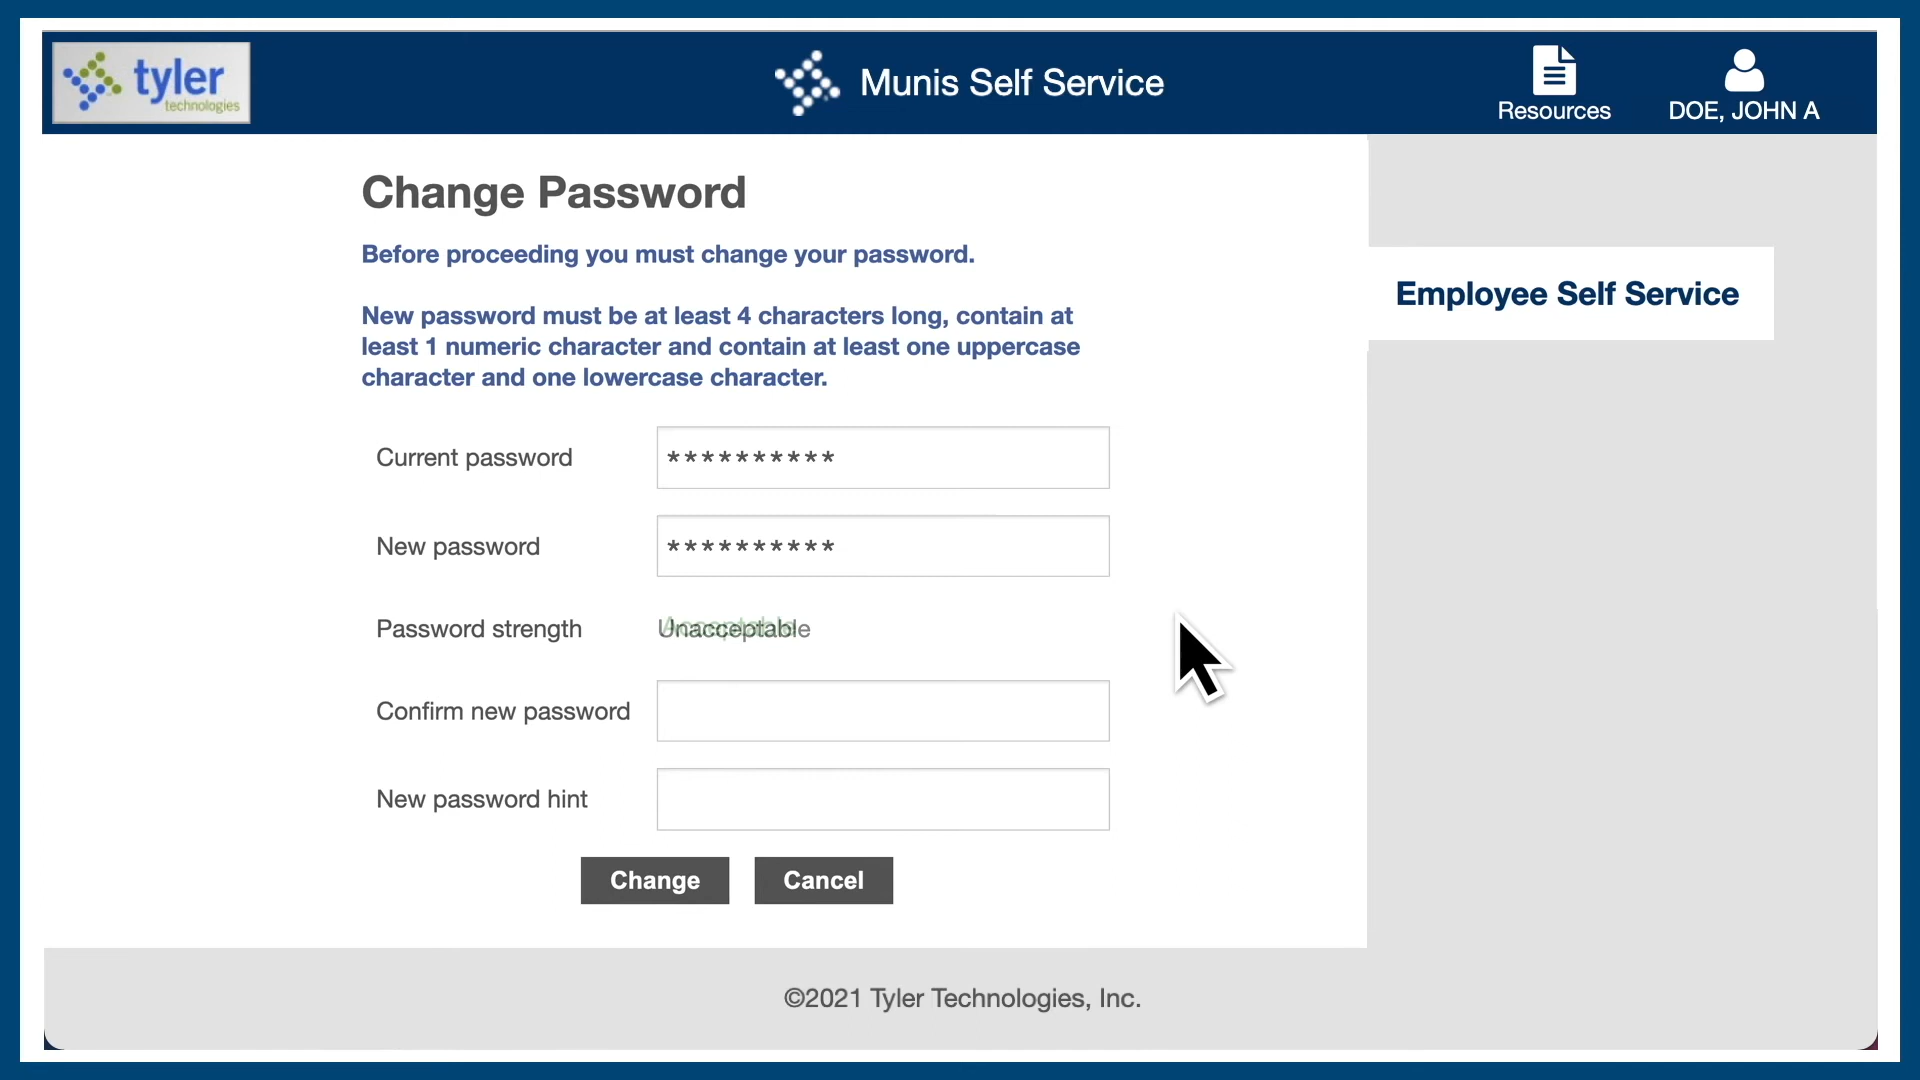 tyler
technologies
Munis Self Service
Resources
DOE, JOHN A
Change Password
Before proceeding you must change your password.
New password must be at least 4 characters long, contain at
least 1 numeric character and contain at least one uppercase
character and one lowercase character.
Employee Self Service
Current password **********
New password **********
Password strength Unacceptable Acceptable
Confirm new password
New password hint
Change Cancel
©2021 Tyler Technologies, Inc.